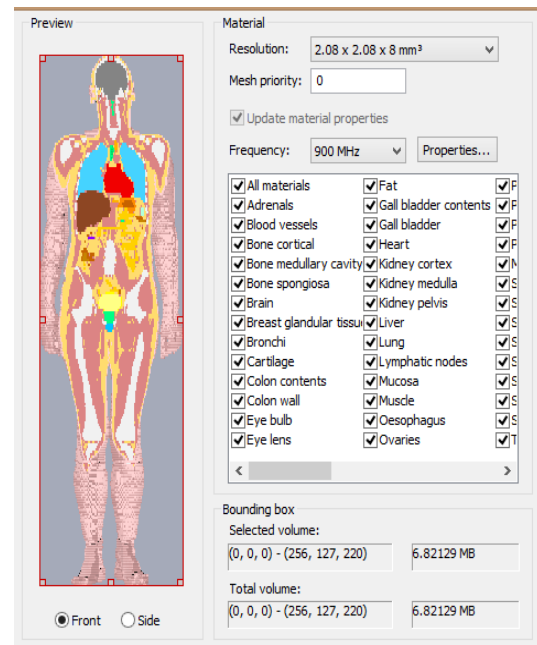 Preview
Front
Side
Material
Resolution:
2.08 x 2.08 x 8 mm³
Mesh priority:
0
Update material properties
Frequency:
900 MHz
Properties...
All materials
Adrenals
Blood vessels
Bone cortical
Bone medullary cavity
Bone spongiosa
Brain
Breast glandular tissu
Bronchi
Cartilage
Colon contents
Colon wall
Eye bulb
Eye lens
Fat
Gall bladder contents
Gall bladder
Heart
Kidney cortex
Kidney medulla
Kidney pelvis
Liver
Lung
Lymphatic nodes
Mucosa
Muscle
Oesophagus
Ovaries
Bounding box
Selected volume:
(0, 0, 0) - (256, 127, 220)
6.82129 MB
Total volume:
(0, 0, 0) - (256, 127, 220)
6.82129 MB